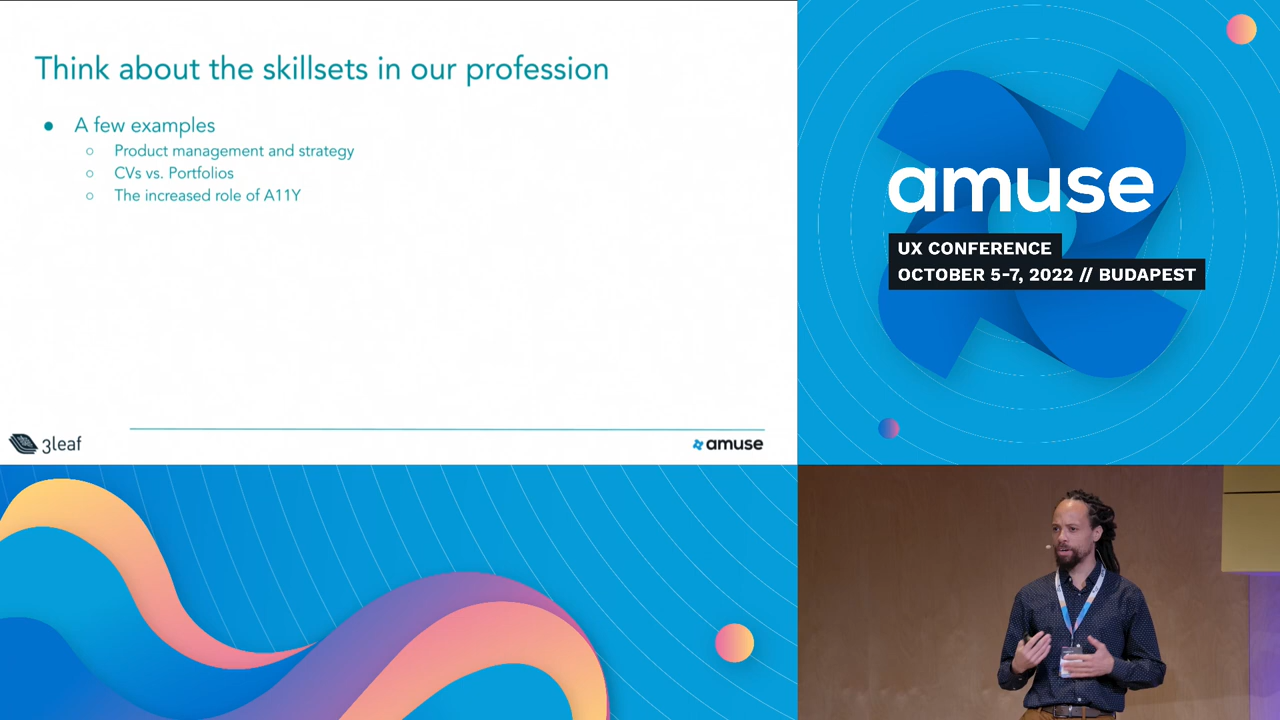 Think about the skillsets in our profession
● A few examples
○ Product management and strategy
○ CVs vs. Portfolios
○ The increased role of A11Y
3leaf
amuse
amuse
UX CONFERENCE
OCTOBER 5-7, 2022 // BUDAPEST